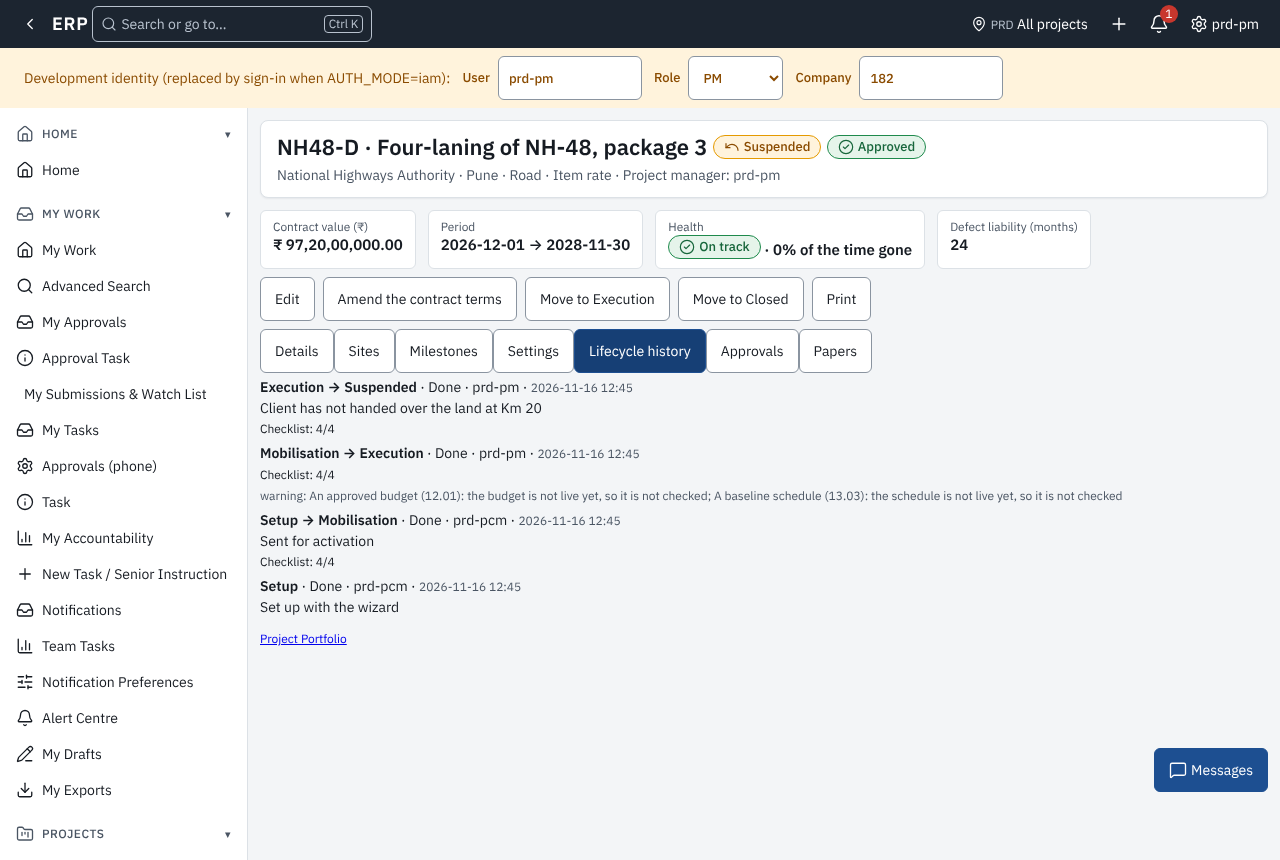 ERP
Search or go to...
Ctrl K
PRD All projects
1
prd-pm
Development identity (replaced by sign-in when AUTH_MODE=iam):
User
prd-pm
Role
PM
Company
182
HOME
Home
MY WORK
My Work
Advanced Search
My Approvals
Approval Task
My Submissions & Watch List
My Tasks
Approvals (phone)
Task
My Accountability
New Task / Senior Instruction
Notifications
Team Tasks
Notification Preferences
Alert Centre
My Drafts
My Exports
PROJECTS
NH48-D · Four-laning of NH-48, package 3
Suspended
Approved
National Highways Authority · Pune · Road · Item rate · Project manager: prd-pm
Contract value (₹)
₹ 97,20,00,000.00
Period
2026-12-01 → 2028-11-30
Health
On track · 0% of the time gone
Defect liability (months)
24
Edit
Amend the contract terms
Move to Execution
Move to Closed
Print
Details
Sites
Milestones
Settings
Lifecycle history
Approvals
Papers
Execution → Suspended · Done · prd-pm · 2026-11-16 12:45
Client has not handed over the land at Km 20
Checklist: 4/4
Mobilisation → Execution · Done · prd-pm · 2026-11-16 12:45
Checklist: 4/4
warning: An approved budget (12.01): the budget is not live yet, so it is not checked; A baseline schedule (13.03): the schedule is not live yet, so it is not checked
Setup → Mobilisation · Done · prd-pcm · 2026-11-16 12:45
Sent for activation
Checklist: 4/4
Setup · Done · prd-pcm · 2026-11-16 12:45
Set up with the wizard
Project Portfolio
Messages